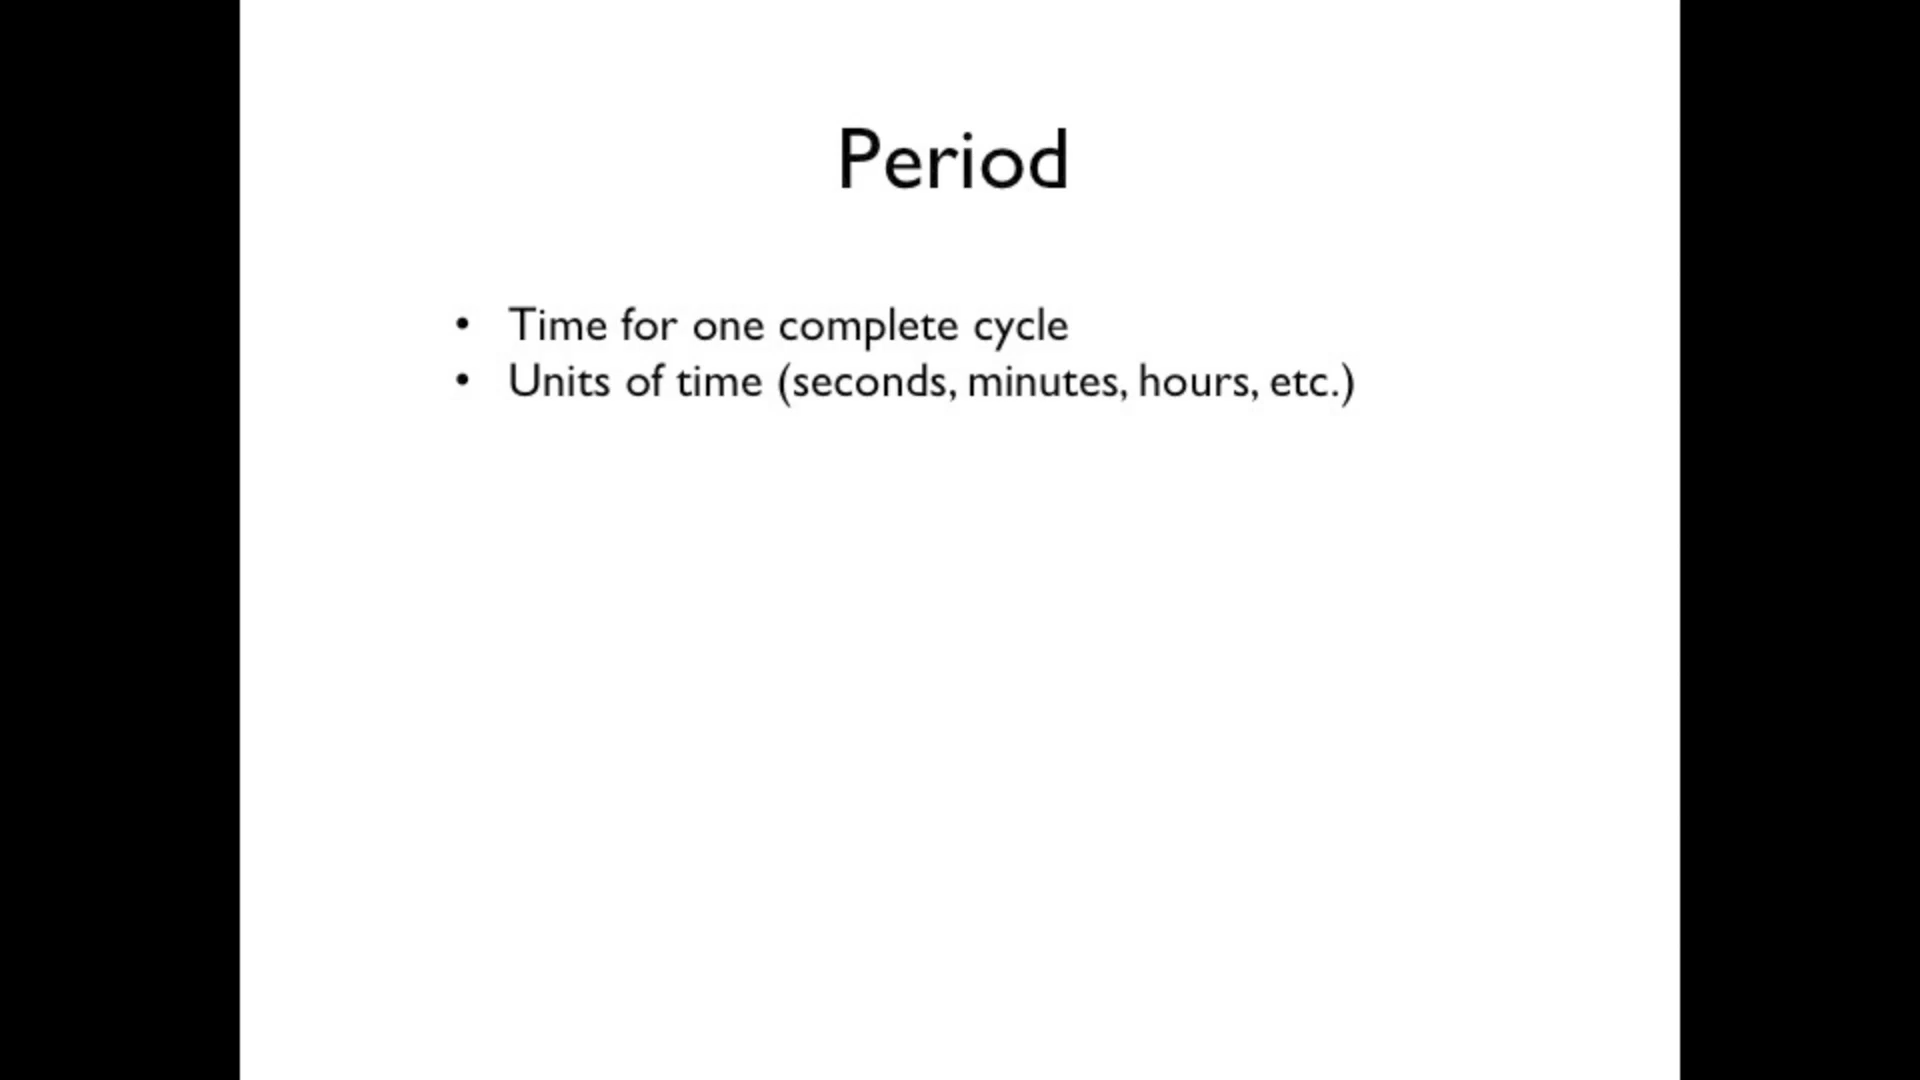 Period
• Time for one complete cycle
• Units of time (seconds, minutes, hours, etc.)